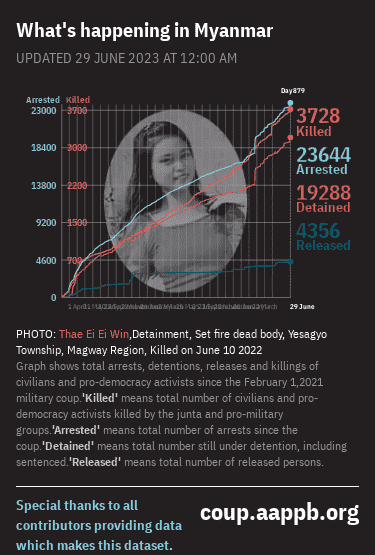 What's happening in Myanmar
UPDATED 29 JUNE 2023 AT 12:00 AM
Day879
Arrested Killed
23000 3700
3728
Killed
18400 3000
23644
Arrested
13800 2200
19288
Detained
9200 1500
4356
Released
4600 700
0
29 June
PHOTO: Thae Ei Ei Win,Detainment, Set fire dead body, Yesagyo
Township, Magway Region, Killed on June 10 2022
Graph shows total arrests, detentions, releases and killings of
civilians and pro-democracy activists since the February 1,2021
military coup.'Killed' means total number of civilians and pro-
democracy activists killed by the junta and pro-military
groups.'Arrested' means total number of arrests since the
coup.'Detained' means total number still under detention, including
sentenced.'Released' means total number of released persons.
Special thanks to all
contributors providing data
which makes this dataset.
coup.aappb.org